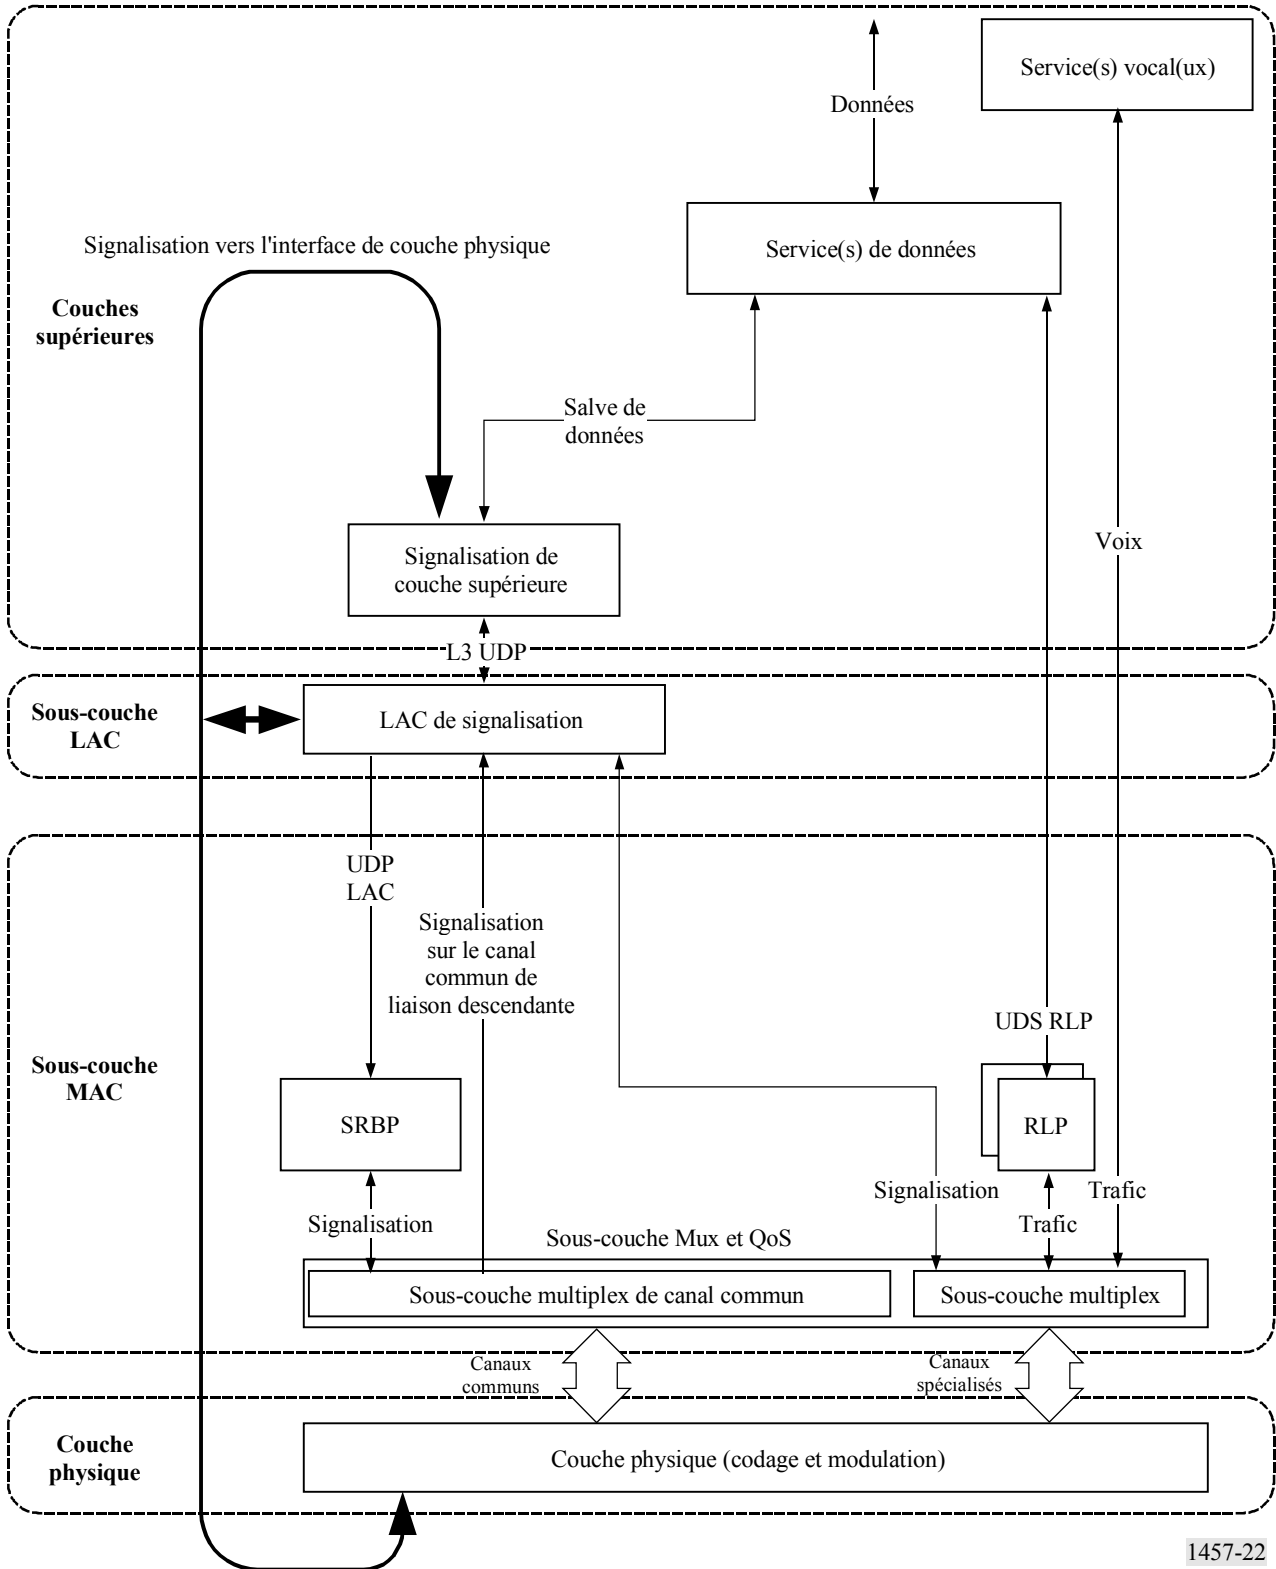 Service(s) vocal(ux)
Données
Service(s) de données
Signalisation vers l'interface de couche physique
Couches
supérieures
Salve de
données
Voix
Signalisation de
couche supérieure
L3 UDP
Sous-couche
LAC
LAC de signalisation
UDP
LAC
Signalisation
sur le canal
commun de
liaison descendante
UDS RLP
Sous-couche
MAC
SRBP
RLP
Signalisation
Trafic
Signalisation
Trafic
Sous-couche Mux et QoS
Sous-couche multiplex de canal commun
Sous-couche multiplex
Canaux
communs
Canaux
spécialisés
Couche
physique
Couche physique (codage et modulation)
1457-22